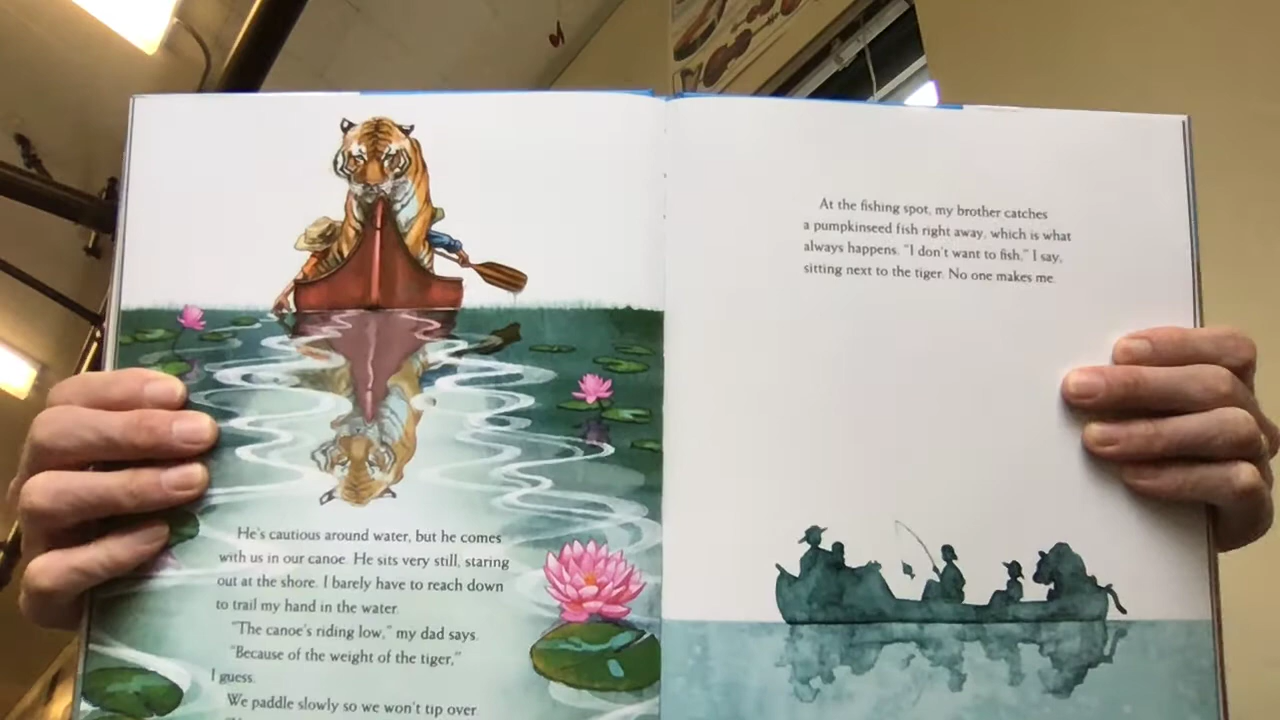 He's cautious around water, but he comes
with us in our canoe. He sits very still, staring
out at the shore. I barely have to reach down
to trail my hand in the water.
"The canoe's riding low," my dad says.
"Because of the weight of the tiger,"
I guess.
We paddle slowly so we won't tip over.
At the fishing spot, my brother catches
a pumpkinseed fish right away, which is what
always happens. "I don't want to fish," I say,
sitting next to the tiger. No one makes me.